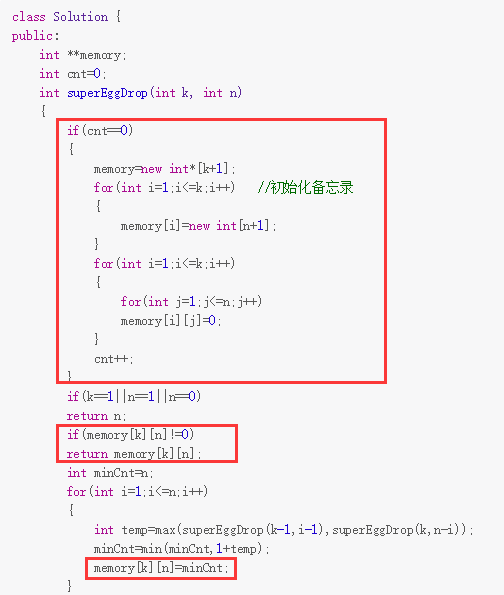 class Solution {
public:
    int **memory;
    int cnt=0;
    int superEggDrop(int k, int n)
    {
        if(cnt==0)
        {
            memory=new int*[k+1];
            for(int i=1;i<=k;i++)   //初始化备忘录
            {
                memory[i]=new int[n+1];
            }
            for(int i=1;i<=k;i++)
            {
                for(int j=1;j<=n;j++)
                memory[i][j]=0;
            }
            cnt++;
        }
        if(k==1||n==1||n==0)
        return n;
        if(memory[k][n]!=0)
        return memory[k][n];
        int minCnt=n;
        for(int i=1;i<=n;i++)
        {
            int temp=max(superEggDrop(k-1,i-1),superEggDrop(k,n-i));
            minCnt=min(minCnt,1+temp);
            memory[k][n]=minCnt;
        }